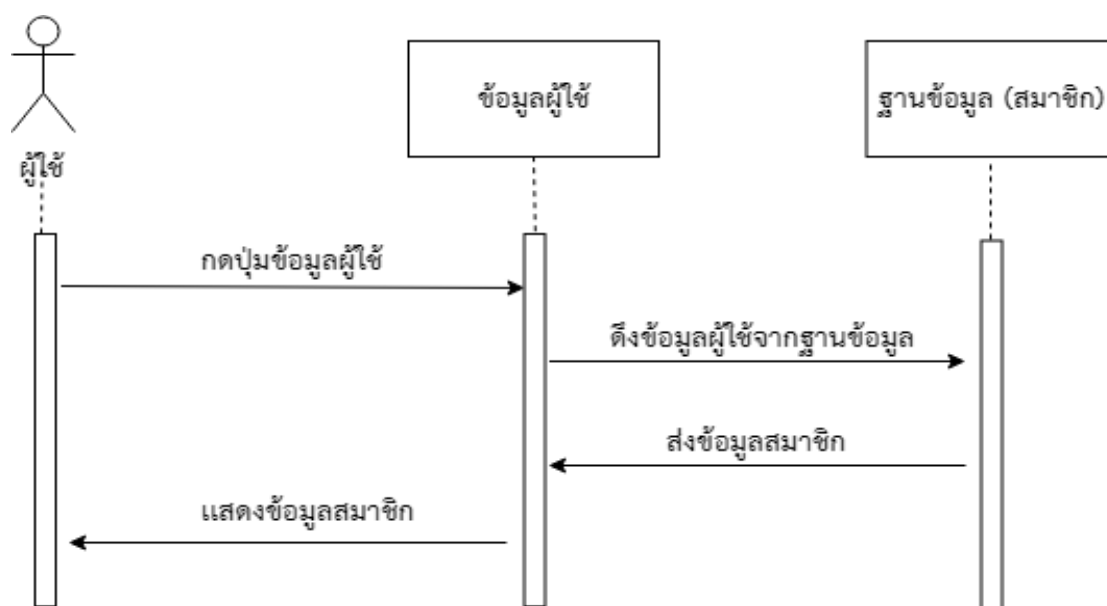 ข้อมูลผู้ใช้
ฐานข้อมูล (สมาชิก)
ผู้ใช้
กดปุ่มข้อมูลผู้ใช้
ดึงข้อมูลผู้ใช้จากฐานข้อมูล
ส่งข้อมูลสมาชิก
แสดงข้อมูลสมาชิก